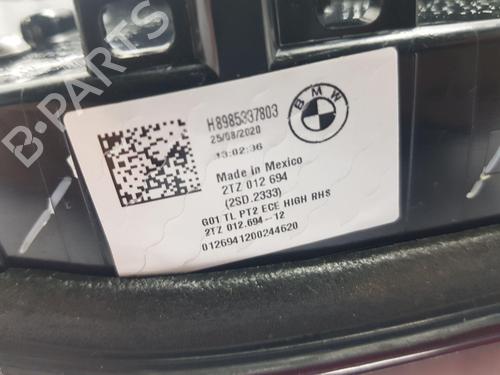 H8985337803
25/08/2020
13:02:36
BMW
Made in Mexico
2TZ 012 694
(2SD.2333)
G01 TL PT2 ECE HIGH RHS
2TZ 012.694-12
0126941200244620